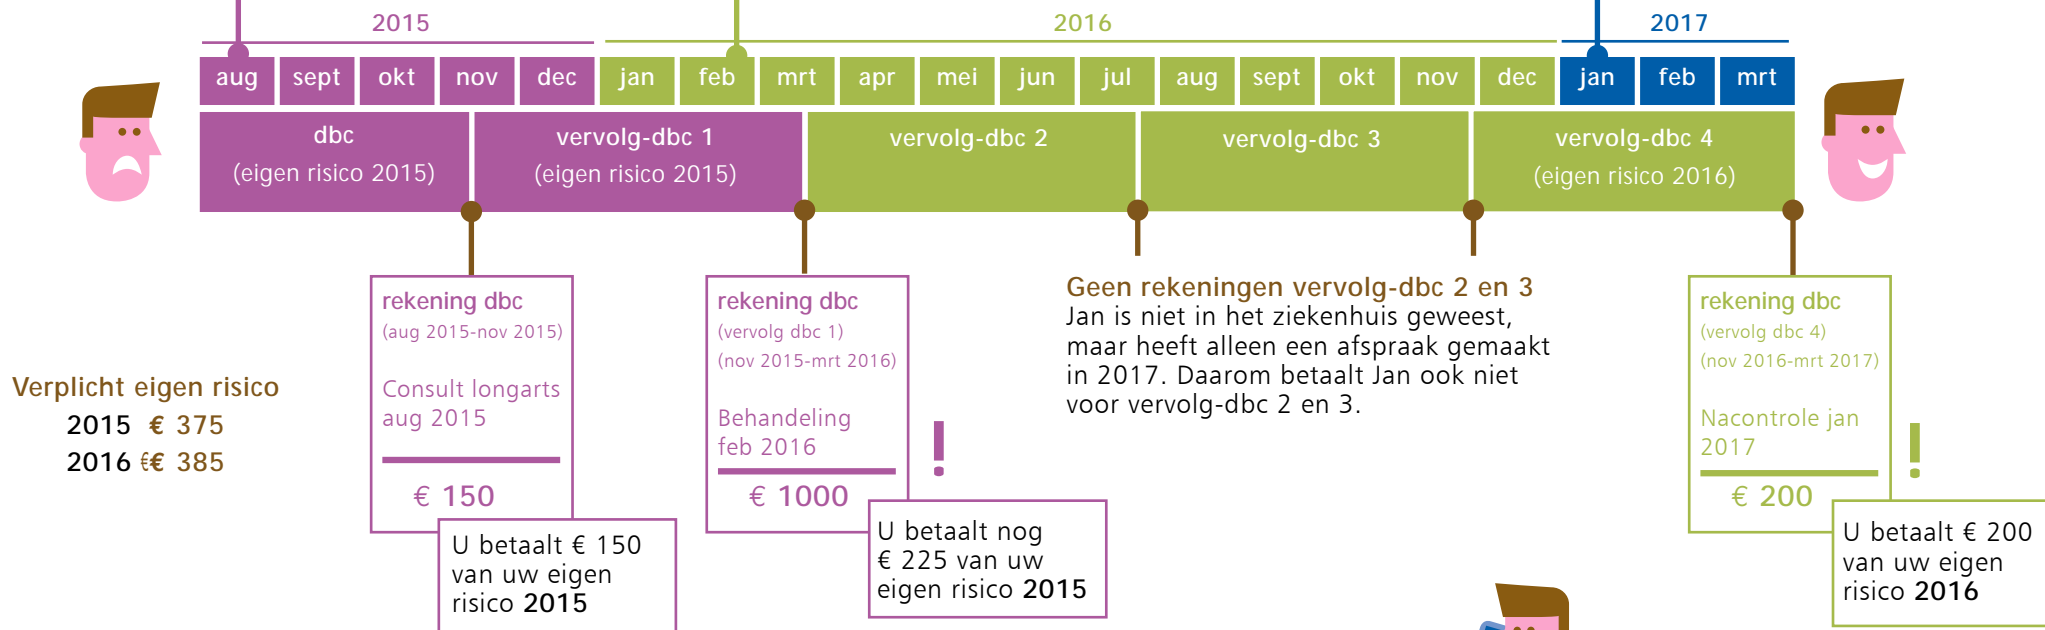 2015
2016
2017
aug sept okt nov dec jan feb mrt apr mei jun jul aug sept okt nov dec jan feb mrt
dbc
(eigen risico 2015)
vervolg-dbc 1
(eigen risico 2015)
vervolg-dbc 2
vervolg-dbc 3
vervolg-dbc 4
(eigen risico 2016)
Verplicht eigen risico
2015 € 375
2016 €€ 385
rekening dbc
(aug 2015-nov 2015)
Consult longarts
aug 2015
€ 150
U betaalt € 150
van uw eigen
risico 2015
rekening dbc
(vervolg dbc 1)
(nov 2015-mrt 2016)
Behandeling
feb 2016
€ 1000
!
U betaalt nog
€ 225 van uw
eigen risico 2015
Geen rekeningen vervolg-dbc 2 en 3
Jan is niet in het ziekenhuis geweest,
maar heeft alleen een afspraak gemaakt
in 2017. Daarom betaalt Jan ook niet
voor vervolg-dbc 2 en 3.
rekening dbc
(vervolg dbc 4)
(nov 2016-mrt 2017)
Nacontrole jan
2017
€ 200
!
U betaalt € 200
van uw eigen
risico 2016